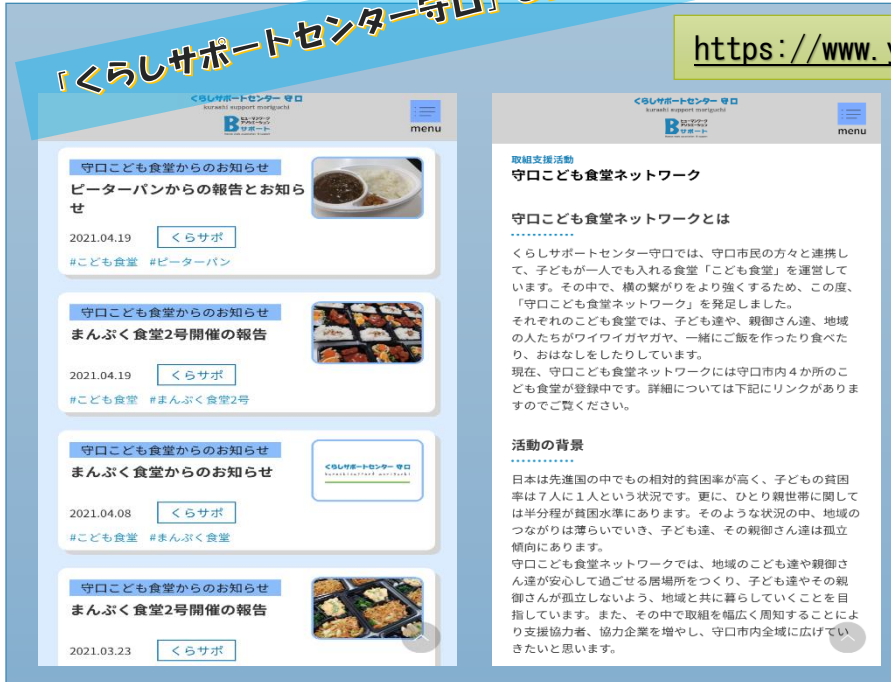 「くらしサポートセンター守口」
https://www.
くらしサポートセンター 守口
kurashi support moriguchi
B
サポート
menu
守口こども食堂からのお知らせ
ピーターパンからの報告とお知ら
せ
2021.04.19 くらサポ
#こども食堂 #ピーターパン
守口こども食堂からのお知らせ
まんぷく食堂2号開催の報告
2021.04.19 くらサポ
#こども食堂 #まんぷく食堂2号
守口こども食堂からのお知らせ
まんぷく食堂からのお知らせ
くらしサポートセンター 守口
2021.04.08 くらサポ
#こども食堂 #まんぷく食堂
守口こども食堂からのお知らせ
まんぷく食堂2号開催の報告
2021.03.23 くらサポ
くらしサポートセンター 守口
kurashi support moriguchi
B
サポート
menu
取組支援活動
守口こども食堂ネットワーク
守口こども食堂ネットワークとは
くらしサポートセンター守口では、守口市民の方々と連携し
て、子どもが一人でも入れる食堂「こども食堂」を運営して
います。その中で、横の繋がりをより強くするため、この度、
「守口こども食堂ネットワーク」を発足しました。
それぞれのこども食堂では、子ども達や、親御さん達、地域
の人たちがワイワイガヤガヤ、一緒にご飯を作ったり食べた
り、おはなしをしたりしています。
現在、守口こども食堂ネットワークには守口市内４か所のこ
ども食堂が登録中です。詳細については下記にリンクがありま
すのでご覧ください。
活動の背景
日本は先進国の中での相対的貧困率が高く、子どもの貧困
率は７人に１人という状況です。更に、ひとり親世帯に関して
は半分程が貧困水準にあります。そのような状況の中、地域の
つながりは薄らいでいき、子ども達、その親御さん達は孤立
傾向にあります。
守口こども食堂ネットワークでは、地域のこども達や親御さ
ん達が安心して過ごせる居場所をつくり、子ども達やその親
御さんが孤立しないよう、地域と共に暮らしていくことを目
指しています。また、その中で取組を幅広く周知することによ
り支援協力者、協力企業を増やし、守口市内全域に広げてい
きたいと思います。